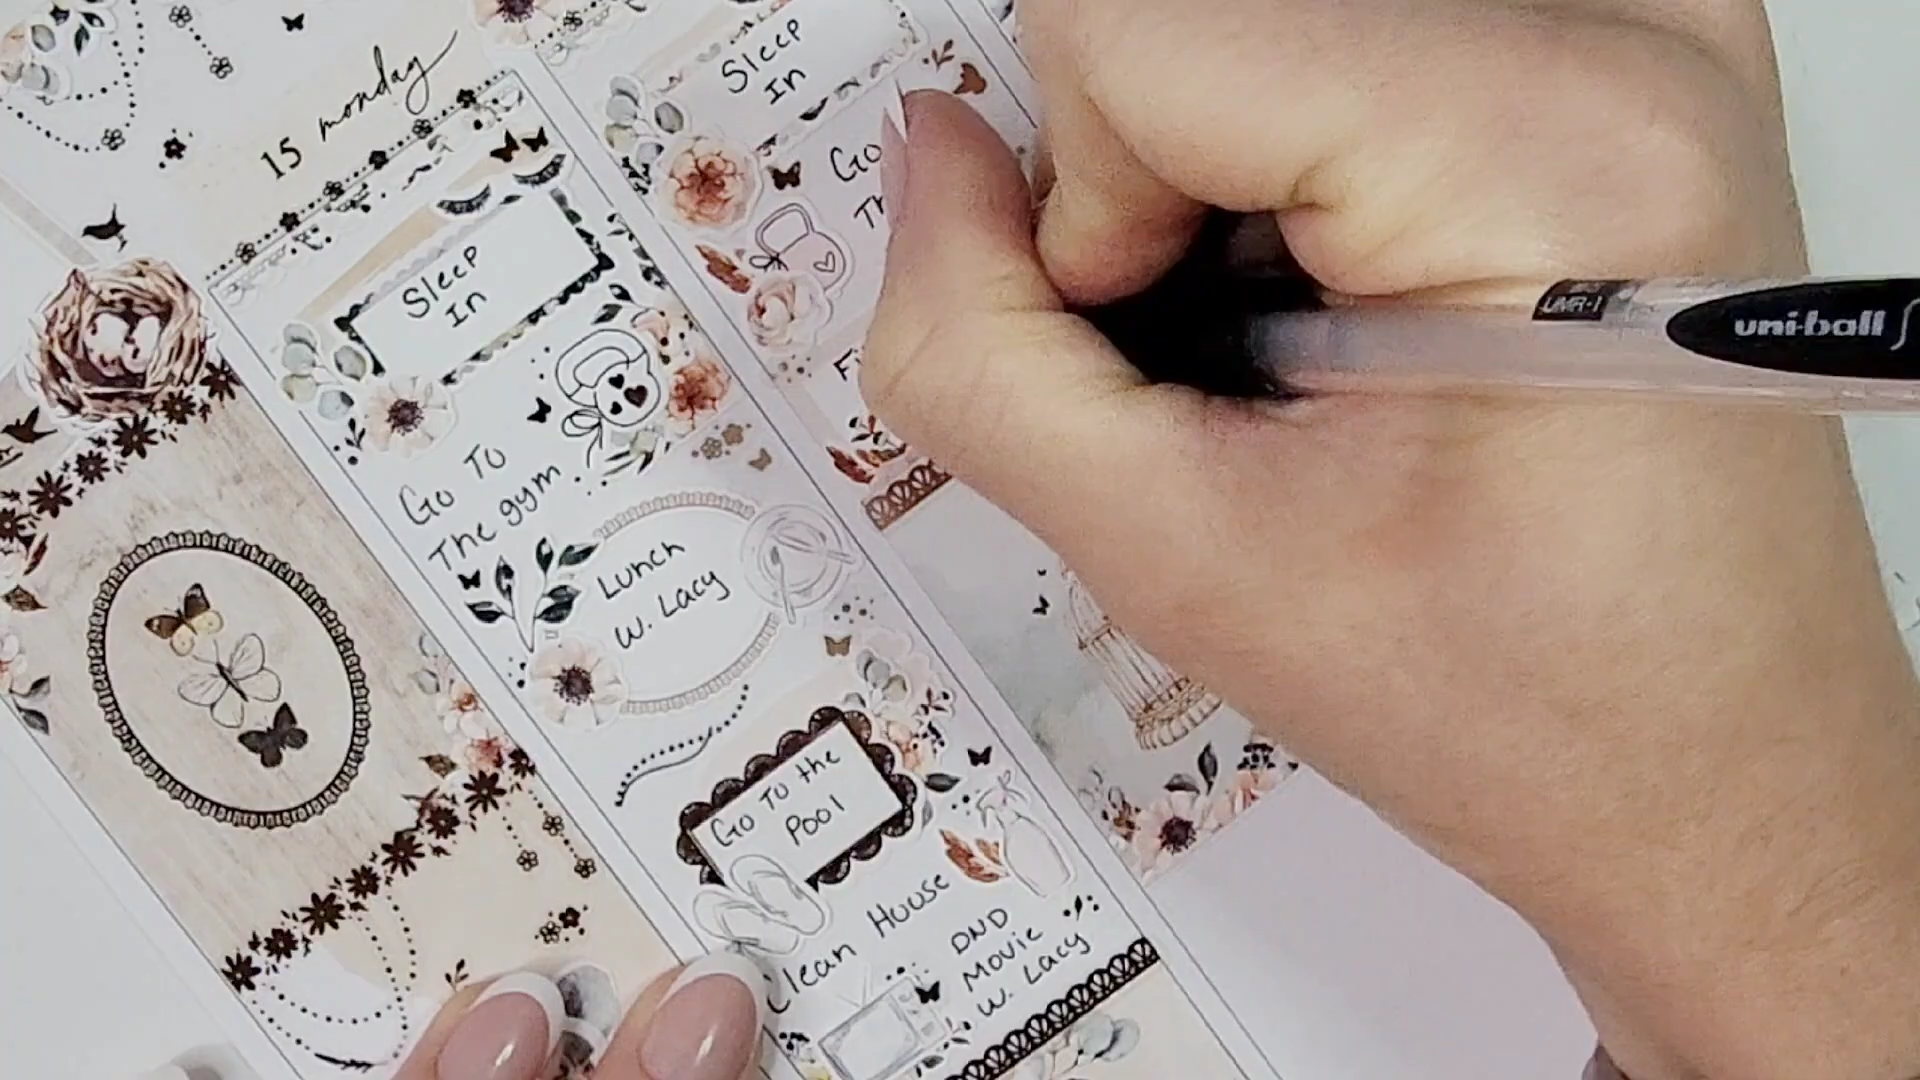 15 monday
Sleep
In
Go To
The gym
Lunch
W. Lacy
Go To the
Pool
Clean House
DND
Movie
W. Lacy
Sleep
In
Go
UMR-1
uni-ball